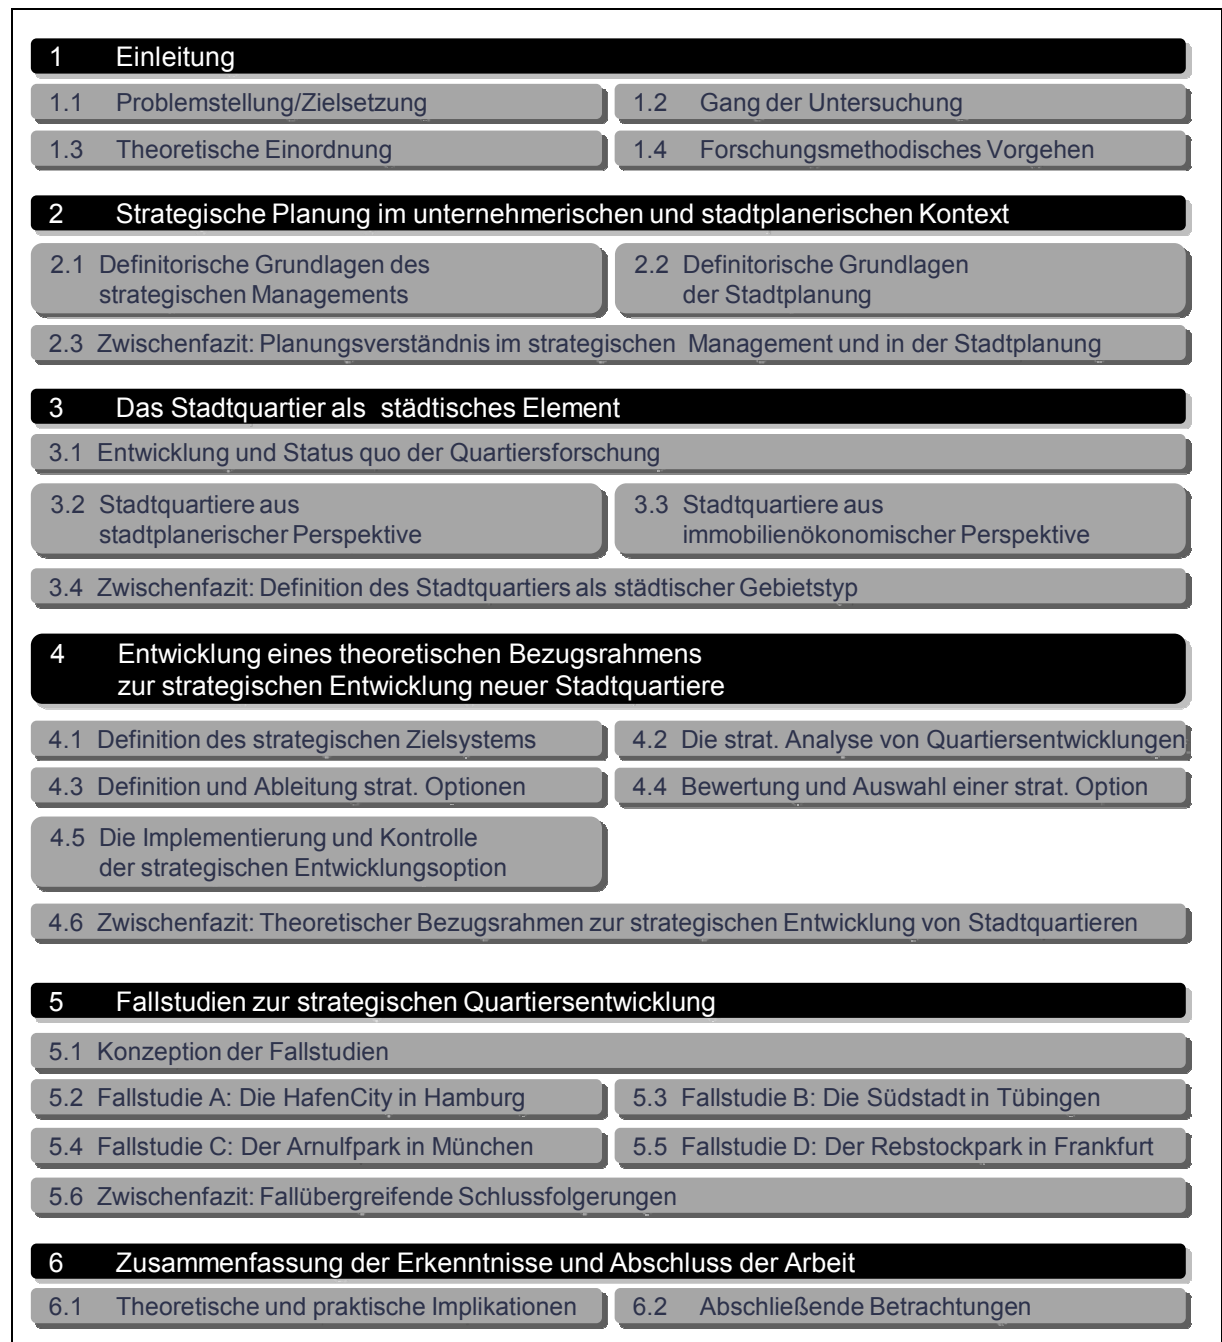 1 Einleitung
1.1 Problemstellung/Zielsetzung
1.2 Gang der Untersuchung
1.3 Theoretische Einordnung
1.4 Forschungsmethodisches Vorgehen
2 Strategische Planung im unternehmerischen und stadtplanerischen Kontext
2.1 Definitorische Grundlagen des
strategischen Managements
2.2 Definitorische Grundlagen
der Stadtplanung
2.3 Zwischenfazit: Planungsverständnis im strategischen Management und in der Stadtplanung
3 Das Stadtquartier als städtisches Element
3.1 Entwicklung und Status quo der Quartiersforschung
3.2 Stadtquartiere aus
stadtplanerischer Perspektive
3.3 Stadtquartiere aus
immobilienökonomischer Perspektive
3.4 Zwischenfazit: Definition des Stadtquartiers als städtischer Gebietstyp
4 Entwicklung eines theoretischen Bezugsrahmens
zur strategischen Entwicklung neuer Stadtquartiere
4.1 Definition des strategischen Zielsystems
4.2 Die strat. Analyse von Quartiersentwicklungen
4.3 Definition und Ableitung strat. Optionen
4.4 Bewertung und Auswahl einer strat. Option
4.5 Die Implementierung und Kontrolle
der strategischen Entwicklungsoption
4.6 Zwischenfazit: Theoretischer Bezugsrahmen zur strategischen Entwicklung von Stadtquartieren
5 Fallstudien zur strategischen Quartiersentwicklung
5.1 Konzeption der Fallstudien
5.2 Fallstudie A: Die HafenCity in Hamburg
5.3 Fallstudie B: Die Südstadt in Tübingen
5.4 Fallstudie C: Der Arnulfpark in München
5.5 Fallstudie D: Der Rebstockpark in Frankfurt
5.6 Zwischenfazit: Fallübergreifende Schlussfolgerungen
6 Zusammenfassung der Erkenntnisse und Abschluss der Arbeit
6.1 Theoretische und praktische Implikationen
6.2 Abschließende Betrachtungen